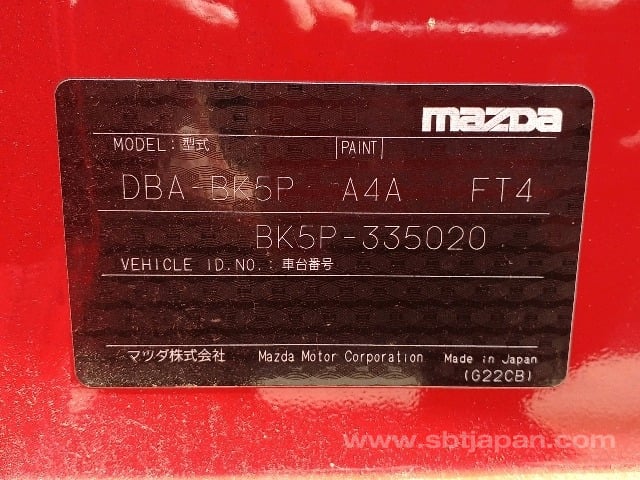 mazda
MODEL: 型式 PAINT
DBA-BK5P A4A FT4
BK5P-335020
VEHICLE ID.NO.: 車台番号
マツダ株式会社 Mazda Motor Corporation Made in Japan
(G22CB)
www.sbtjapan.com